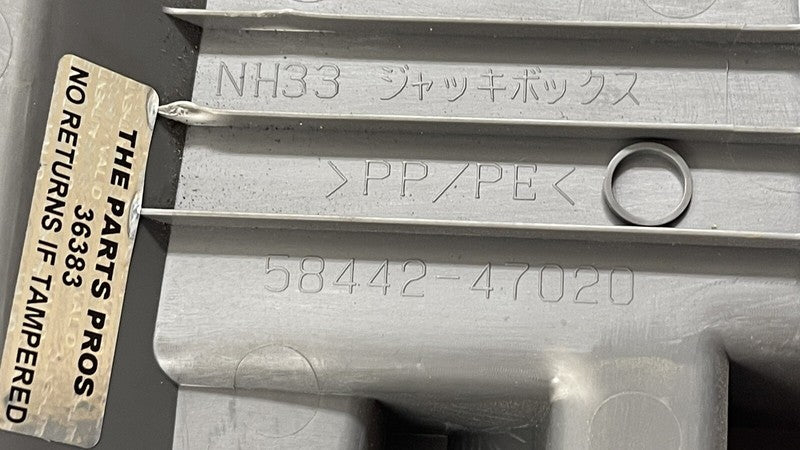 NH33 ジャッキボックス
>PP/PE<
58442-47020
THE PARTS PROS
36383
NO RETURNS IF TAMPERED